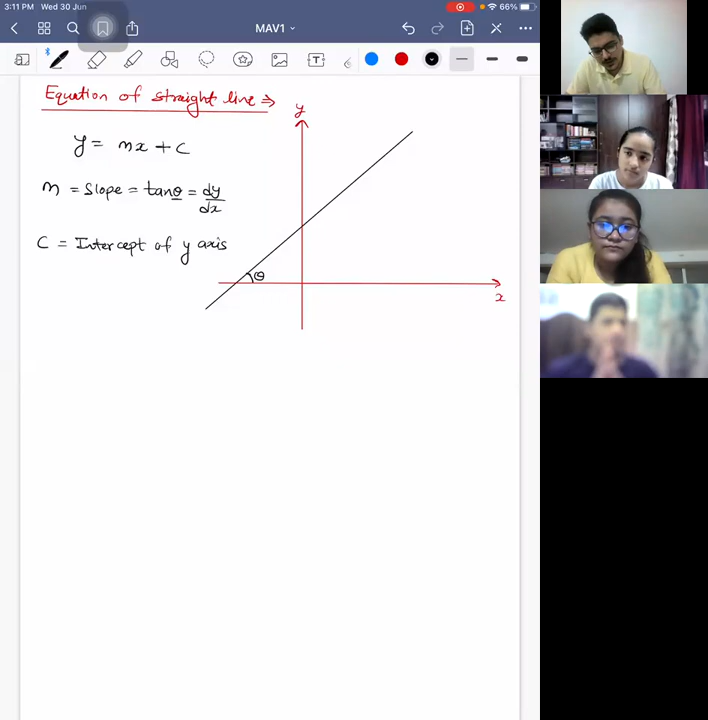 3:11 PM Wed 30 Jun
66%
MAV1
Equation of straight line ⇒
y = mx + c
m = Slope = tanθ = dy/dx
C = Intercept of y axis
y
θ
x